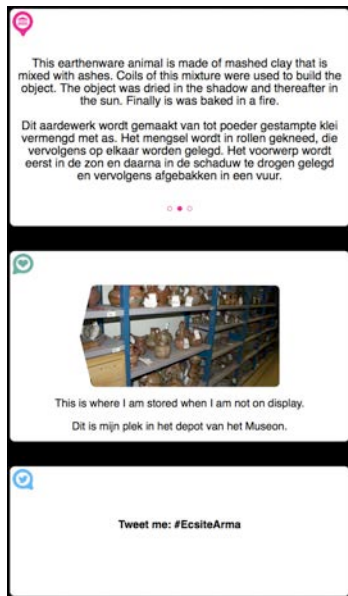 This earthenware animal is made of mashed clay that is
mixed with ashes. Coils of this mixture were used to build the
object. The object was dried in the shadow and thereafter in
the sun. Finally is was baked in a fire.
Dit aardewerk wordt gemaakt van tot poeder gestampte klei
vermengd met as. Het mengsel wordt in rollen gekneed, die
vervolgens op elkaar worden gelegd. Het voorwerp wordt
eerst in de zon en daarna in de schaduw te drogen gelegd
en vervolgens afgebakken in een vuur.
This is where I am stored when I am not on display.
Dit is mijn plek in het depot van het Museon.
Tweet me: #EcsiteArma